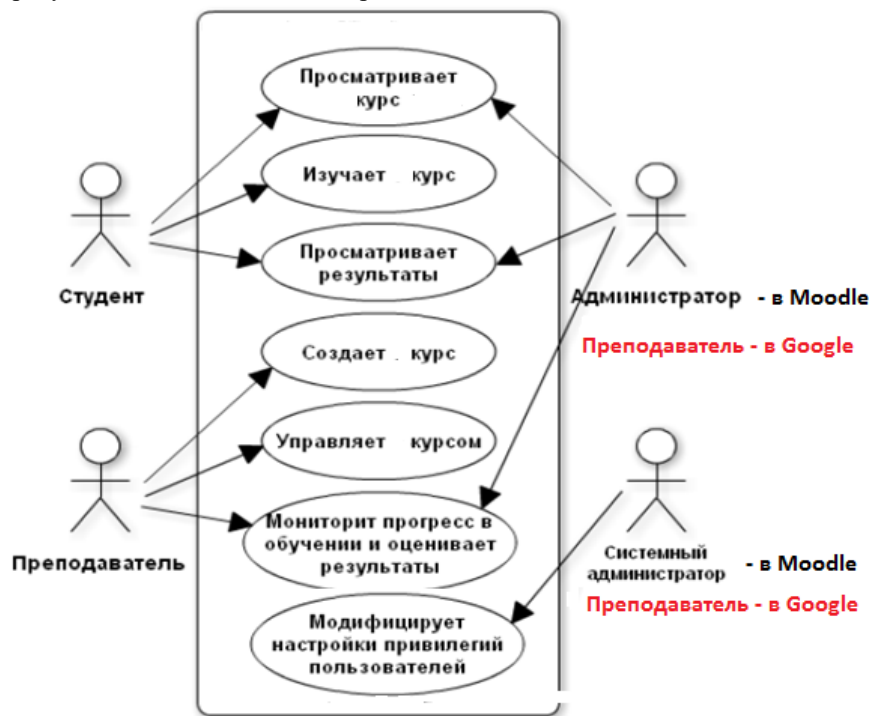 Просматривает
курс
Изучает курс
Просматривает
результаты
Студент
Администратор - в Moodle
Преподаватель - в Google
Создает курс
Управляет курсом
Мониторит прогресс в
обучении и оценивает
результаты
Преподаватель
Системный
администратор - в Moodle
Преподаватель - в Google
Модифицирует
настройки привилегий
пользователей